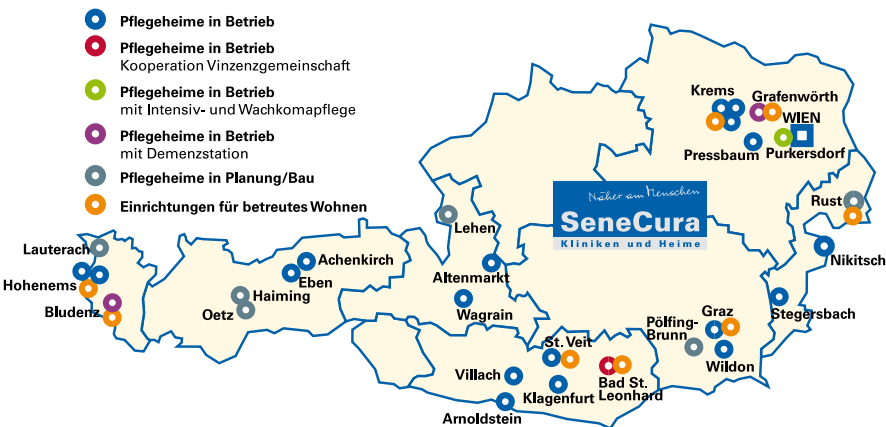 Pflegeheime in Betrieb
Pflegeheime in Betrieb
Kooperation Vinzenzgemeinschaft
Pflegeheime in Betrieb
mit Intensiv- und Wachkomapflege
Pflegeheime in Betrieb
mit Demenzstation
Pflegeheime in Planung/Bau
Einrichtungen für betreutes Wohnen
Krems
Grafenwörth
WIEN
Pressbaum
Purkersdorf
Näher am Menschen
SeneCura
Kliniken und Heime
Rust
Lehen
Nikitsch
Lauterach
Achenkirch
Hohenems
Eben
Altenmarkt
Haiming
Bludenz
Oetz
Wagrain
Stegersbach
Graz
Pölfing-
Brunn
Wildon
St. Veit
Villach
Klagenfurt
Bad St.
Leonhard
Arnoldstein